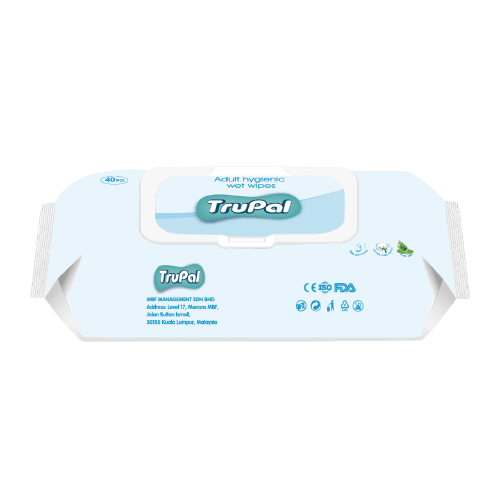 40pcs
Adult hygienic
wet wipes
TruPal
TruPal
MBF MANAGEMENT SDN BHD
Address: Level 17, Menara MBF,
Jalan Sultan Ismail,
50150 Kuala Lumpur, Malaysia
CE ISO FDA